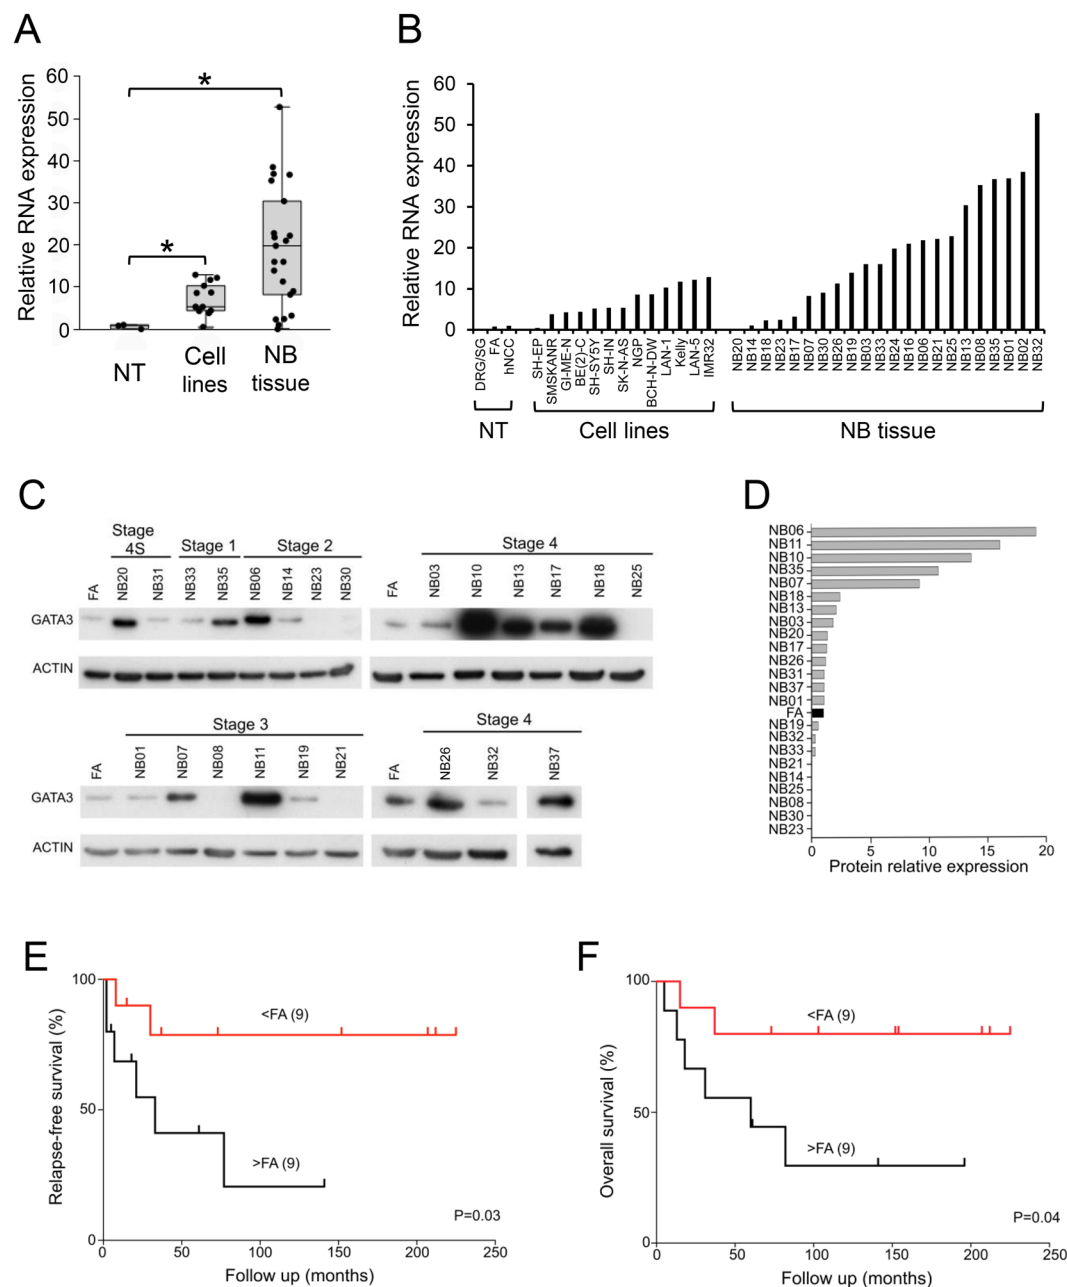 A
B
Relative RNA expression
60
50
40
30
20
10
0
*
*
NT
Cell
lines
NB
tissue
Relative RNA expression
60
50
40
30
20
10
0
DRG/SG
FA
hNCC
SH-EP
SMSKANR
GI-ME-N
BE(2)-C
SH-SY5Y
SH-IN
SK-N-AS
NGP
BCH-N-DW
LAN-1
Kelly
LAN-5
IMR32
NB20
NB14
NB18
NB23
NB17
NB07
NB30
NB26
NB19
NB03
NB33
NB24
NB16
NB06
NB21
NB25
NB13
NB08
NB35
NB01
NB02
NB32
NT
Cell lines
NB tissue
C
Stage
4S
Stage 1
Stage 2
FA
NB20
NB31
NB33
NB35
NB06
NB14
NB23
NB30
GATA3
ACTIN
Stage 4
FA
NB03
NB10
NB13
NB17
NB18
NB25
Stage 3
FA
NB01
NB07
NB08
NB11
NB19
NB21
GATA3
ACTIN
Stage 4
FA
NB26
NB32
NB37
D
NB06
NB11
NB10
NB35
NB07
NB18
NB13
NB03
NB20
NB17
NB26
NB31
NB37
NB01
FA
NB19
NB32
NB33
NB21
NB14
NB25
NB08
NB30
NB23
0 5 10 15 20
Protein relative expression
E
Relapse-free survival (%)
100
50
0
<FA (9)
>FA (9)
P=0.03
0 50 100 150 200 250
Follow up (months)
F
Overall survival (%)
100
50
0
<FA (9)
>FA (9)
P=0.04
0 50 100 150 200 250
Follow up (months)